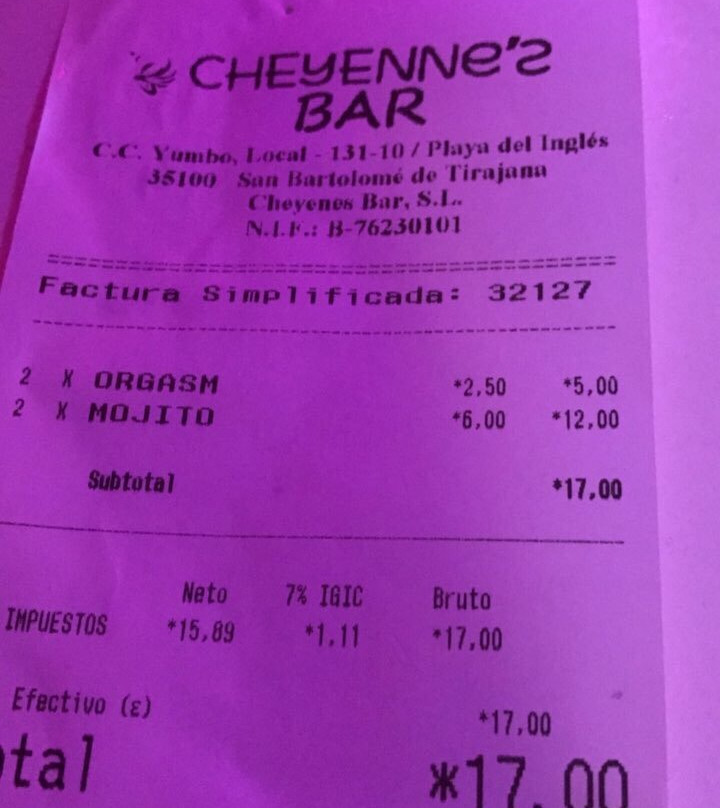 CHEYENNe'S
BAR
C.C. Yumbo, Local - 131-10 / Playa del Inglés
35100 San Bartolomé de Tirajana
Cheyenes Bar, S.L.
N.I.F.: B-76230101
Factura Simplificada: 32127
2 X ORGASM *2,50 *5,00
2 X MOJITO *6,00 *12,00
Subtotal *17,00
Neto 7% IGIC Bruto
IMPUESTOS *15,89 *1,11 *17,00
Efectivo (€) *17,00
tal *17,00